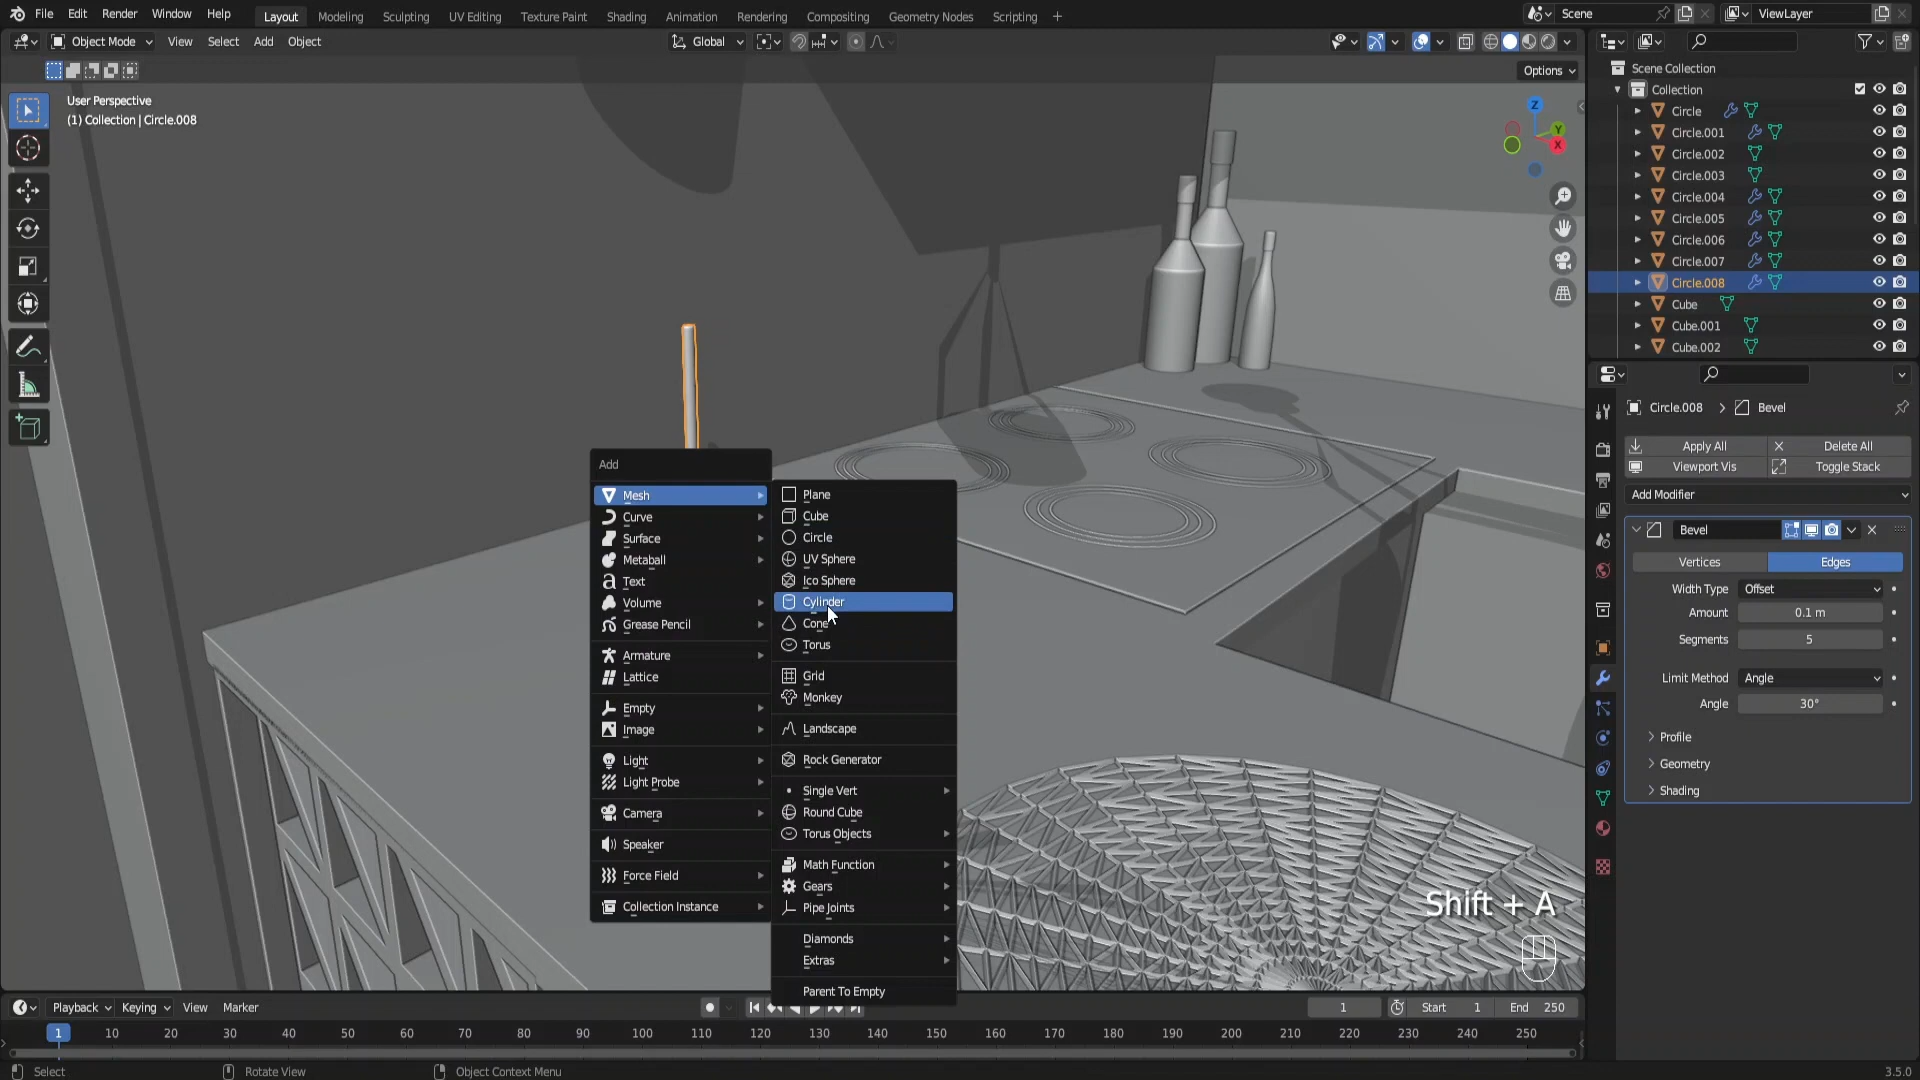 File Edit Render Window Help Layout Modeling Sculpting UV Editing Texture Paint Shading Animation Rendering Compositing Geometry Nodes Scripting + Scene ViewLayer
Object Mode View Select Add Object Global
Options
User Perspective
(1) Collection | Circle.008
Z
Y
X
Scene Collection
Collection
Circle
Circle.001
Circle.002
Circle.003
Circle.004
Circle.005
Circle.006
Circle.007
Circle.008
Cube
Cube.001
Cube.002
Circle.008 > Bevel
Apply All Delete All
Viewport Vis Toggle Stack
Add Modifier
Bevel
Vertices Edges
Width Type Offset
Amount 0.1 m
Segments 5
Limit Method Angle
Angle 30°
Profile
Geometry
Shading
Add
Mesh
Curve
Surface
Metaball
Text
Volume
Grease Pencil
Armature
Lattice
Empty
Image
Light
Light Probe
Camera
Speaker
Force Field
Collection Instance
Plane
Cube
Circle
UV Sphere
Ico Sphere
Cylinder
Cone
Torus
Grid
Monkey
Landscape
Rock Generator
Single Vert
Round Cube
Torus Objects
Math Function
Gears
Pipe Joints
Diamonds
Extras
Parent To Empty
Shift + A
Playback Keying View Marker 1 Start 1 End 250
1 10 20 30 40 50 60 70 80 90 100 110 120 130 140 150 160 170 180 190 200 210 220 230 240 250
Select Rotate View Object Context Menu 3.5.0